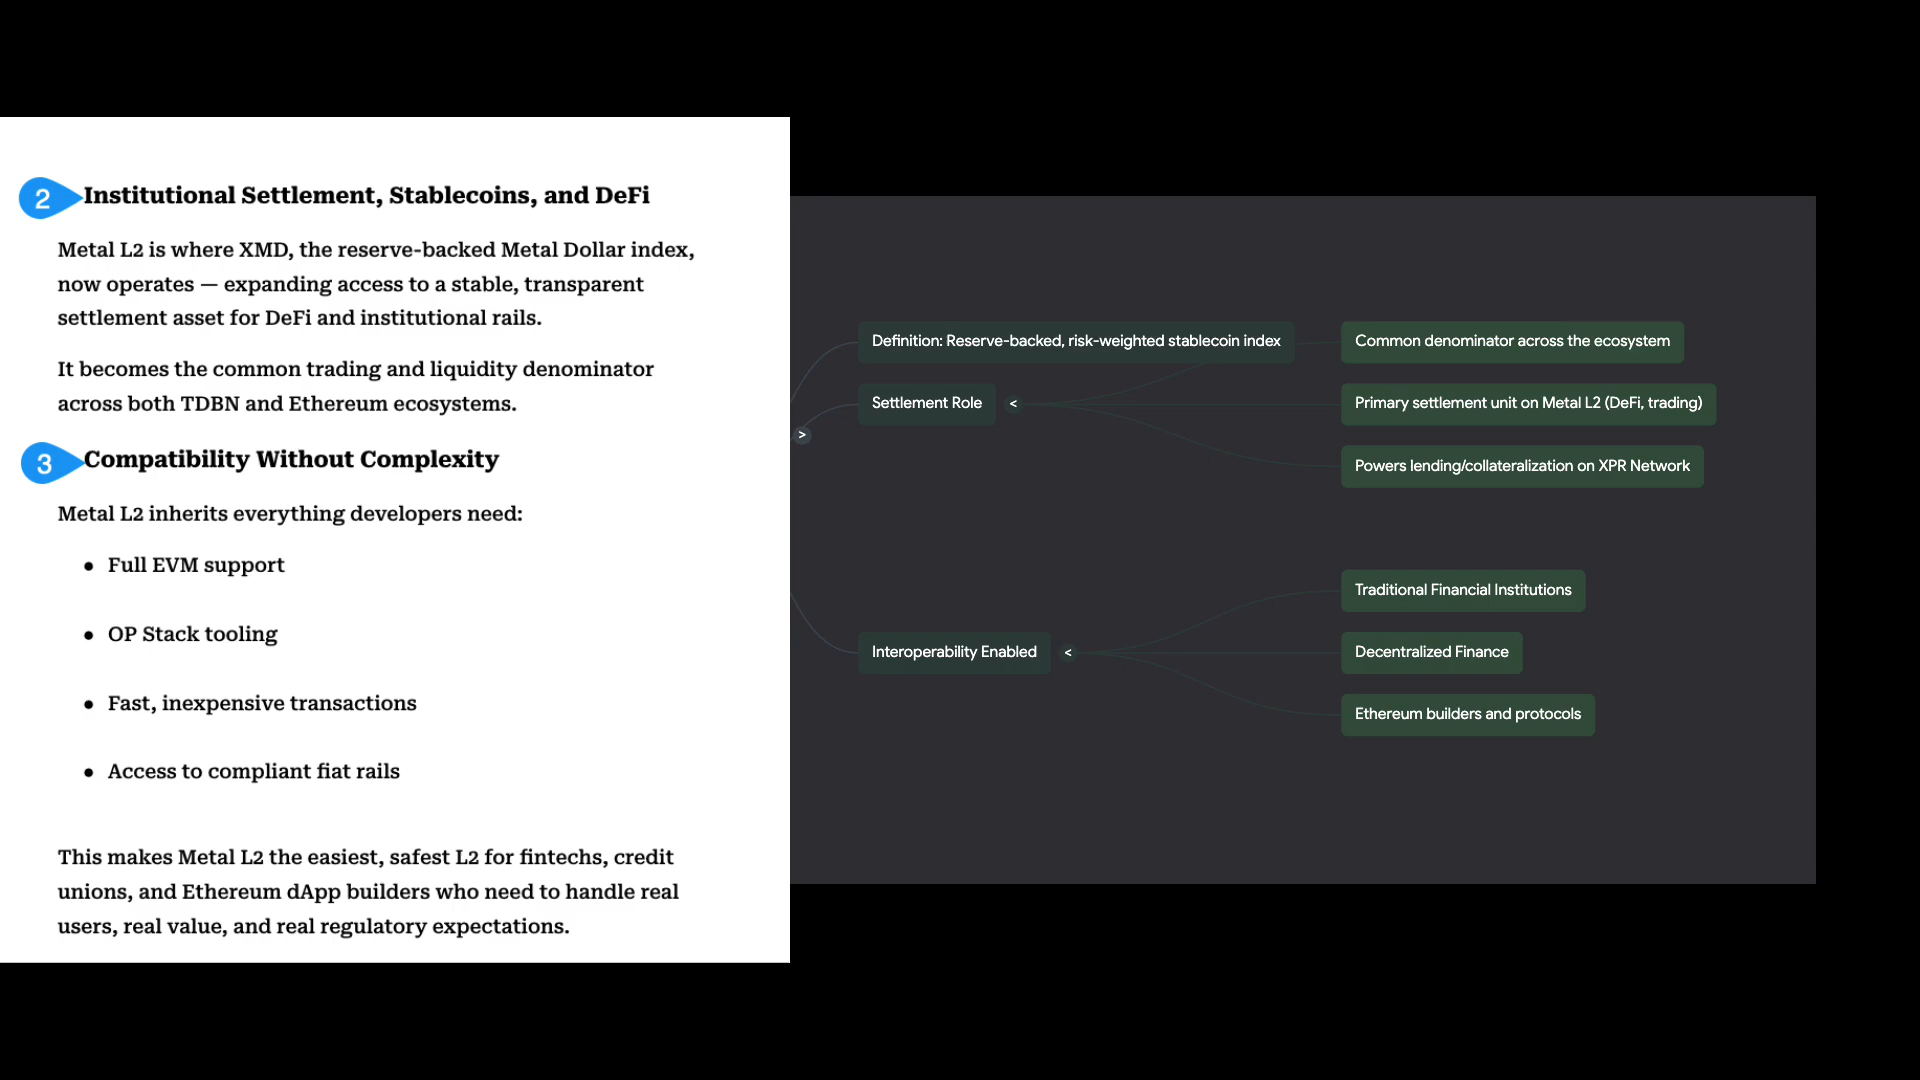 2
Institutional Settlement, Stablecoins, and DeFi
Metal L2 is where XMD, the reserve-backed Metal Dollar index,
now operates — expanding access to a stable, transparent
settlement asset for DeFi and institutional rails.
It becomes the common trading and liquidity denominator
across both TDBN and Ethereum ecosystems.
3
Compatibility Without Complexity
Metal L2 inherits everything developers need:
● Full EVM support
● OP Stack tooling
● Fast, inexpensive transactions
● Access to compliant fiat rails
This makes Metal L2 the easiest, safest L2 for fintechs, credit
unions, and Ethereum dApp builders who need to handle real
users, real value, and real regulatory expectations.
>
Definition: Reserve-backed, risk-weighted stablecoin index
Settlement Role
<
Common denominator across the ecosystem
Primary settlement unit on Metal L2 (DeFi, trading)
Powers lending/collateralization on XPR Network
Interoperability Enabled
<
Traditional Financial Institutions
Decentralized Finance
Ethereum builders and protocols